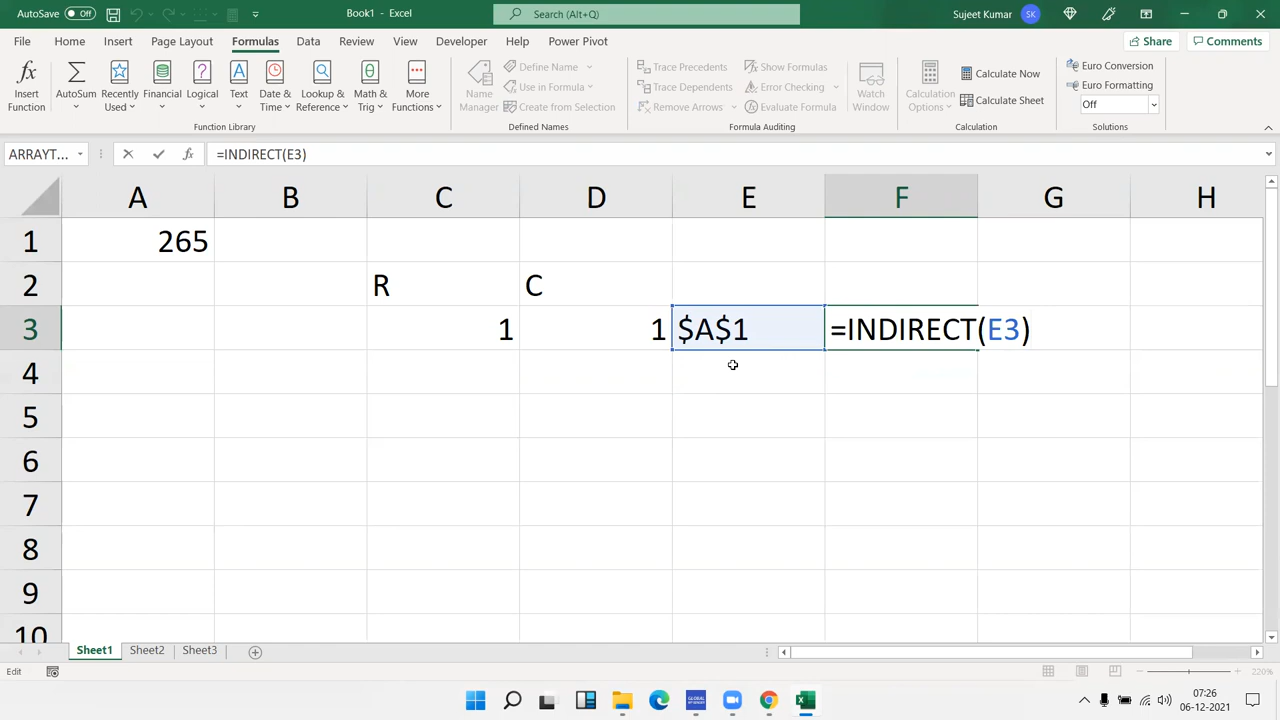 AutoSave Off Book1 - Excel Search (Alt+Q) Sujeet Kumar SK
File Home Insert Page Layout Formulas Data Review View Developer Help Power Pivot Share Comments
fx Insert Function
AutoSum
Recently Used
Financial
Logical
Text
Date & Time
Lookup & Reference
Math & Trig
More Functions
Function Library
Name Manager
Define Name
Use in Formula
Create from Selection
Defined Names
Trace Precedents
Trace Dependents
Remove Arrows
Show Formulas
Error Checking
Evaluate Formula
Formula Auditing
Watch Window
Calculation Options
Calculate Now
Calculate Sheet
Calculation
Euro Conversion
Euro Formatting
Off
Solutions
ARRAYT... fx =INDIRECT(E3)
A B C D E F G H
1 265
2 R C
3 1 1 $A$1 =INDIRECT(E3)
4
5
6
7
8
9
10
Sheet1 Sheet2 Sheet3
Edit 220%
GLOBAL
07:26
06-12-2021